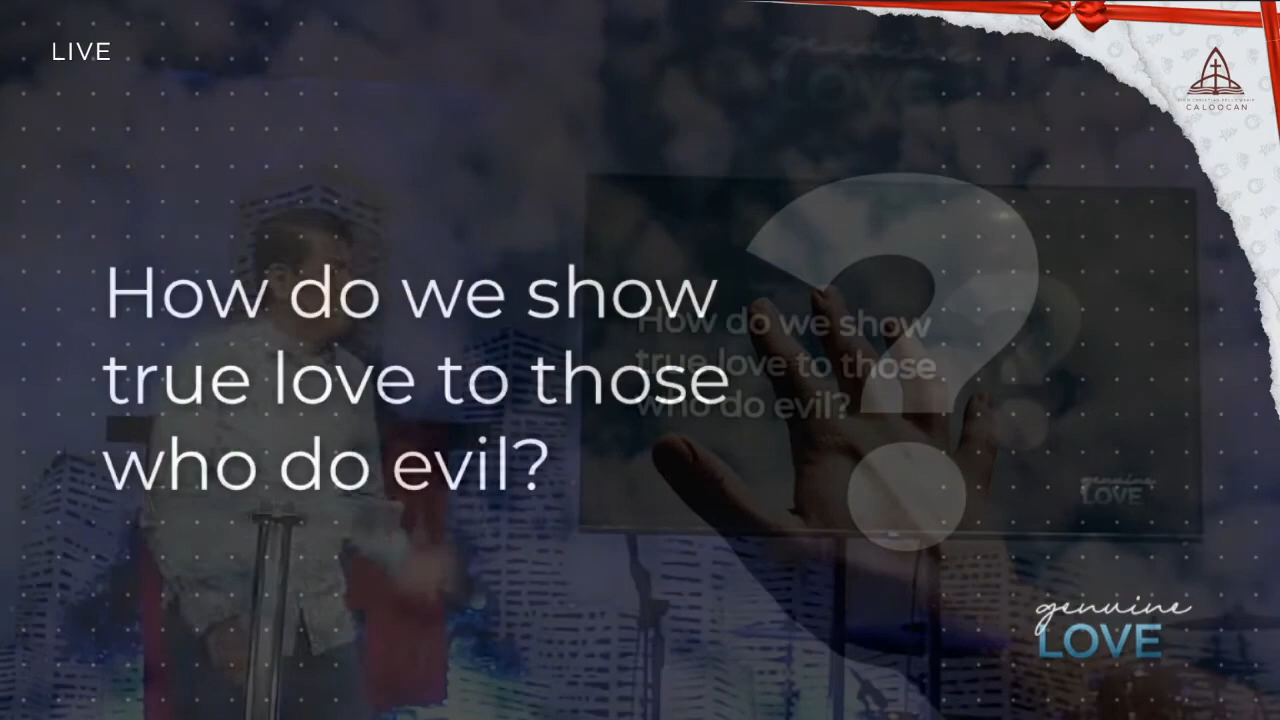 LIVE
CALOOCAN
How do we show
true love to those
who do evil?
How do we show
true love to those
who do evil?
genuine
LOVE
genuine
LOVE